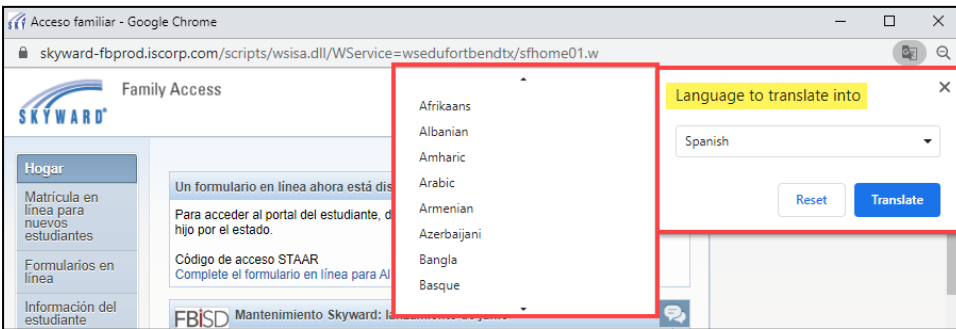 Acceso familiar - Google Chrome
skyward-fbprod.iscorp.com/scripts/wsisa.dll/WService=wsedufortbendtx/sfhome01.w
SKYWARD
Family Access
Hogar
Matrícula en
línea para
nuevos
estudiantes
Formularios en
línea
Información del
estudiante
Un formulario en línea ahora está
Para acceder al portal del estudiante,
hijo por el estado.
Código de acceso STAAR
Complete el formulario en línea para
FBISD Mantenimiento Skyward:
Afrikaans
Albanian
Amharic
Arabic
Armenian
Azerbaijani
Bangla
Basque
Language to translate into
Spanish
Reset
Translate